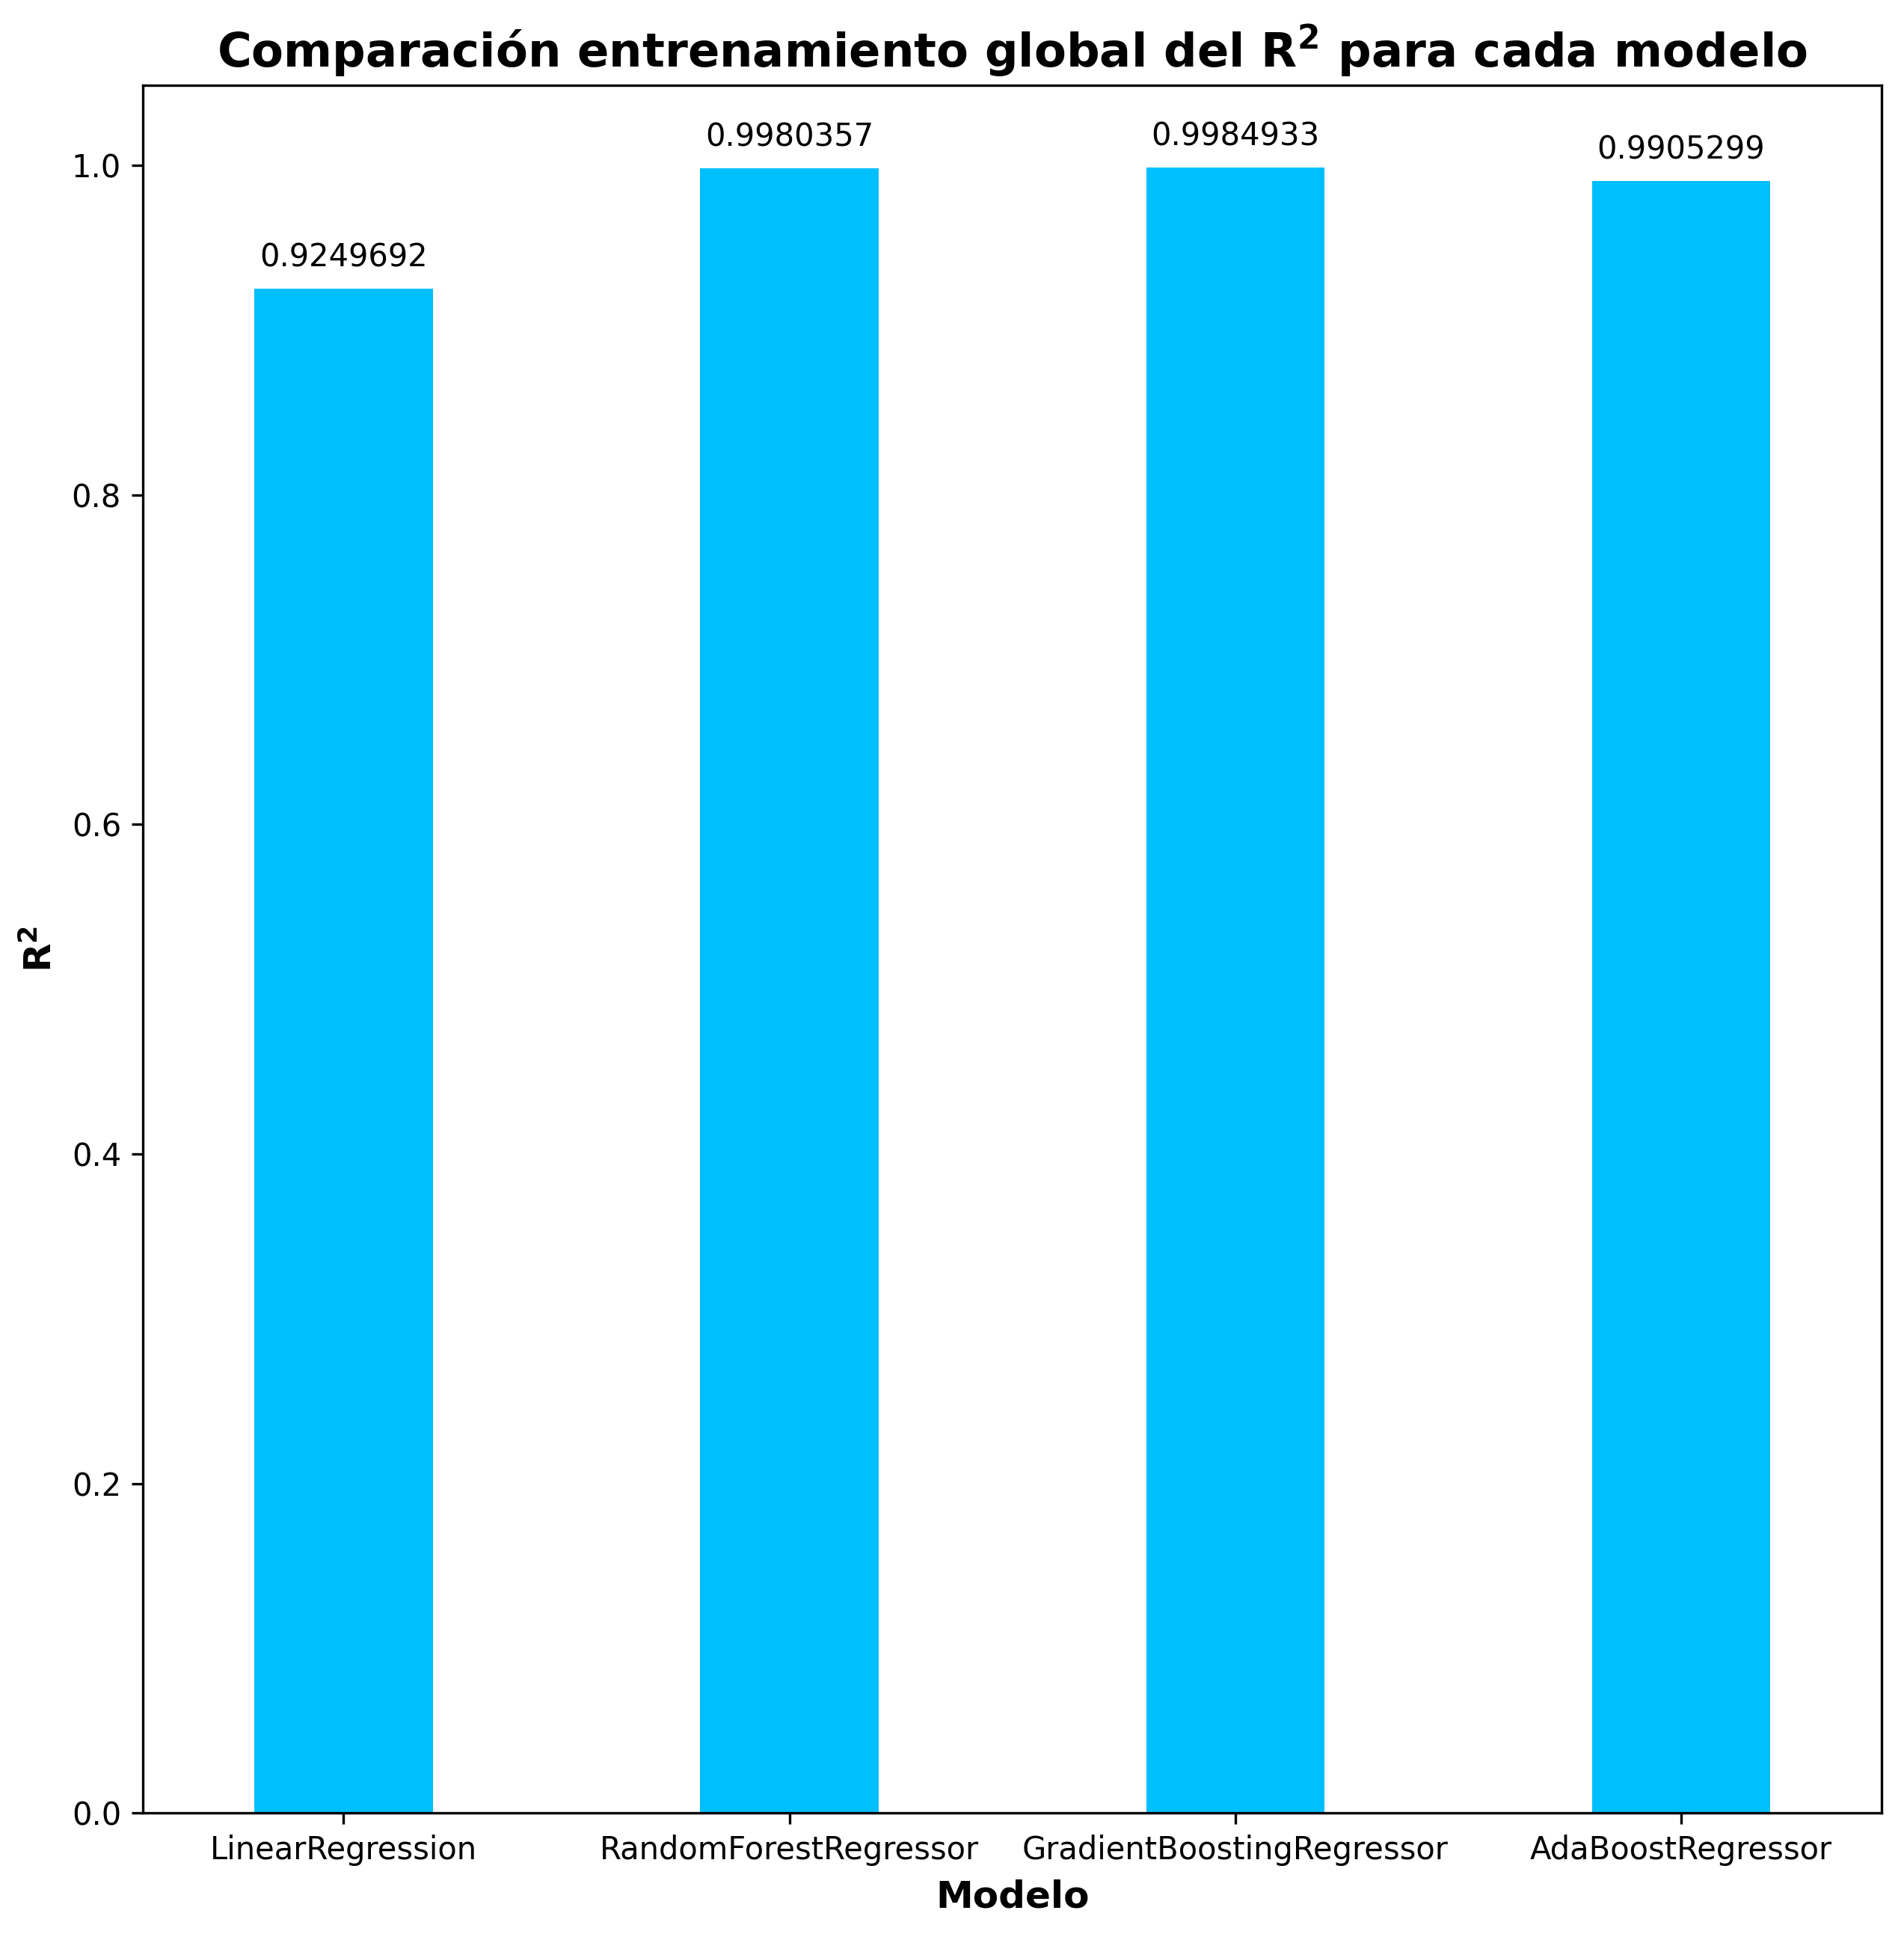 Comparación entrenamiento global del R² para cada modelo
0.9249692
0.9980357
0.9984933
0.9905299
1.0
0.8
0.6
0.4
0.2
0.0
R²
LinearRegression
RandomForestRegressor
GradientBoostingRegressor
AdaBoostRegressor
Modelo